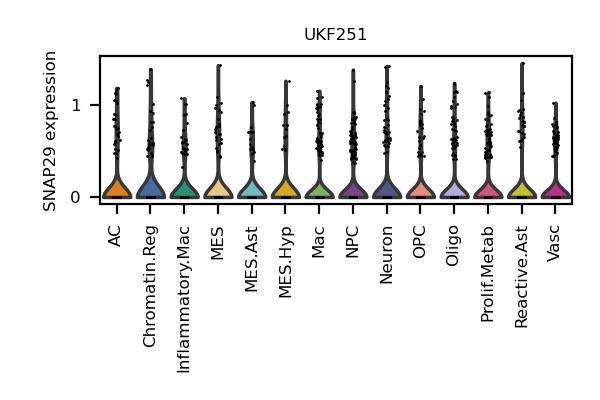 UKF251
SNAP29 expression
1
0
AC
Chromatin.Reg
Inflammatory.Mac
MES
MES.Ast
MES.Hyp
Mac
NPC
Neuron
OPC
Oligo
Prolif.Metab
Reactive.Ast
Vasc